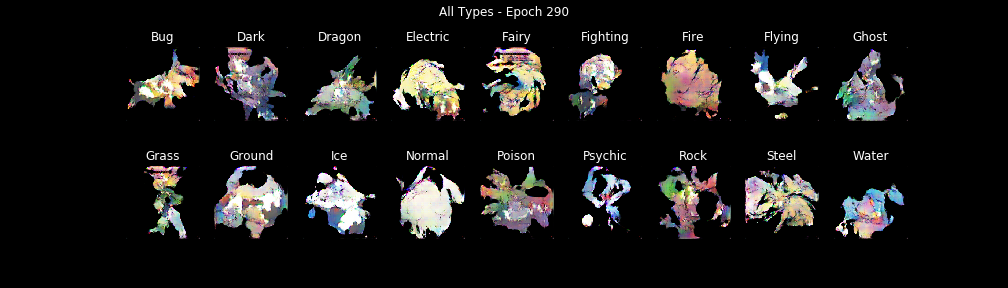 All Types - Epoch 290
Bug Dark Dragon Electric Fairy Fighting Fire Flying Ghost
Grass Ground Ice Normal Poison Psychic Rock Steel Water